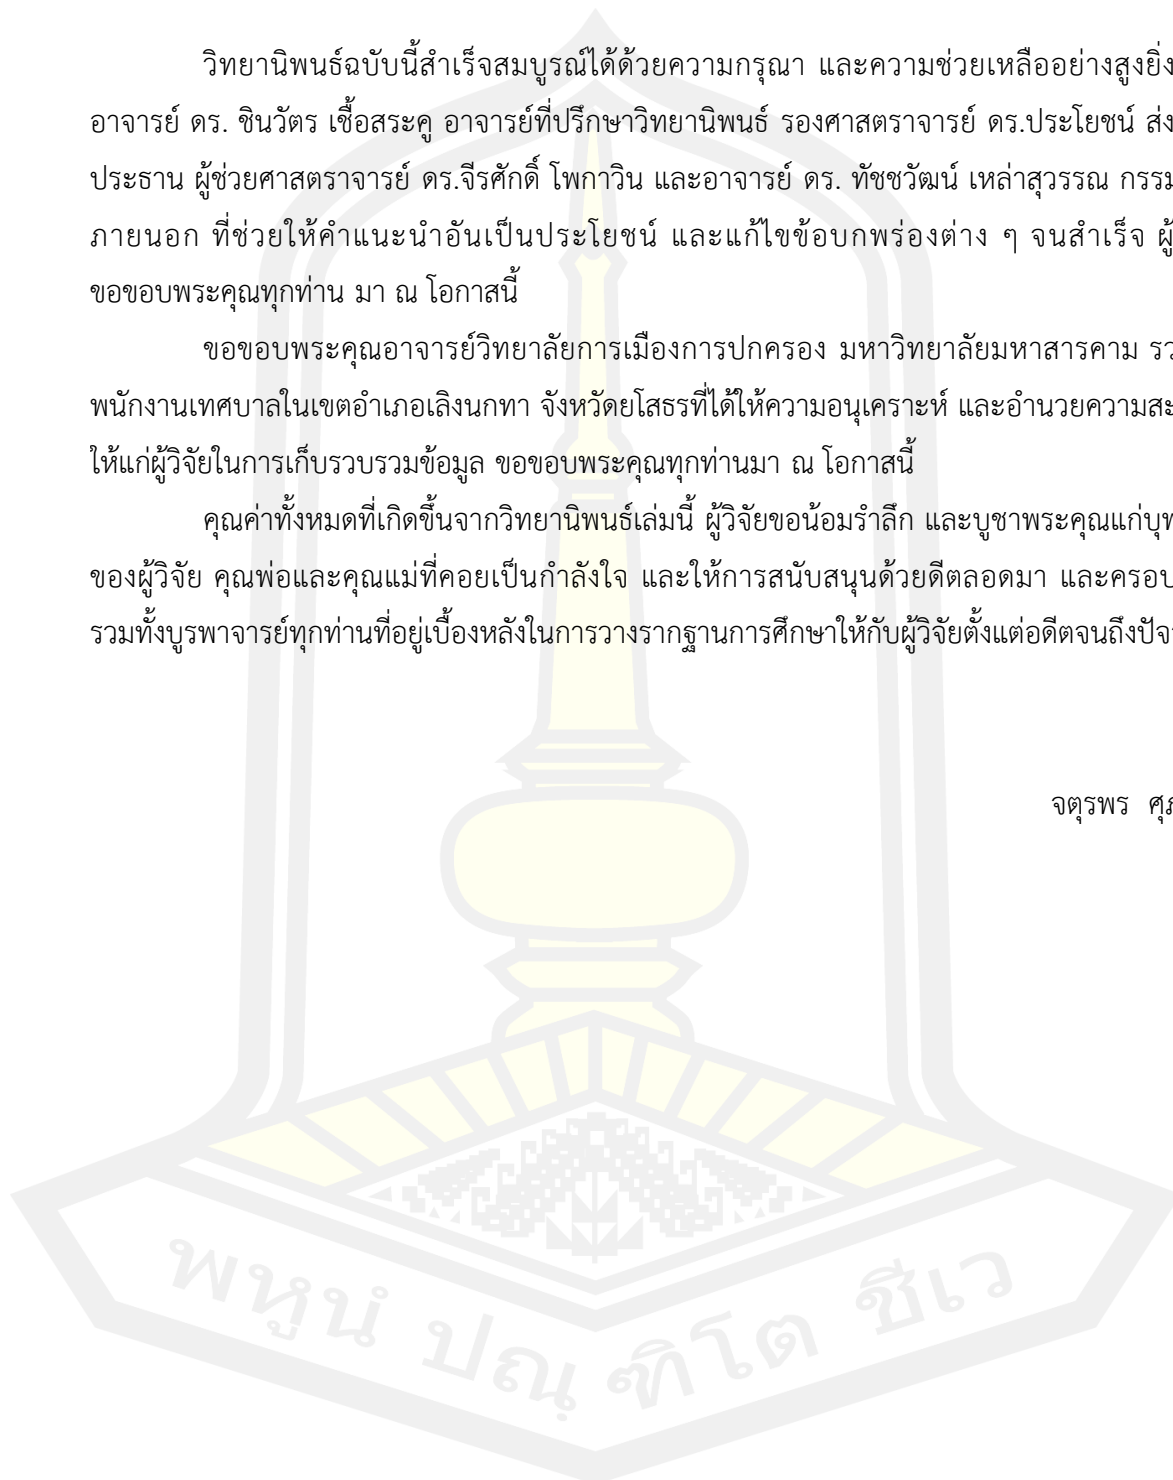 วิทยานิพนธ์ฉบับนี้สำเร็จสมบูรณ์ได้ด้วยความกรุณา และความช่วยเหลืออย่างสูงยิ่ง
อาจารย์ ดร. ชินวัตร เชื้อสระคู อาจารย์ที่ปรึกษาวิทยานิพนธ์ รองศาสตราจารย์ ดร.ประโยชน์ ส่ง
ประธาน ผู้ช่วยศาสตราจารย์ ดร.จีรศักดิ์ โพกาวิน และอาจารย์ ดร. ทัชชวัฒน์ เหล่าสุวรรณ กรรม
ภายนอก ที่ช่วยให้คำแนะนำอันเป็นประโยชน์ และแก้ไขข้อบกพร่องต่าง ๆ จนสำเร็จ ผู้
ขอขอบพระคุณทุกท่าน มา ณ โอกาสนี้
ขอขอบพระคุณอาจารย์วิทยาลัยการเมืองการปกครอง มหาวิทยาลัยมหาสารคาม รว
พนักงานเทศบาลในเขตอำเภอเลิงนกทา จังหวัดยโสธรที่ได้ให้ความอนุเคราะห์ และอำนวยความสะ
ให้แก่ผู้วิจัยในการเก็บรวบรวมข้อมูล ขอขอบพระคุณทุกท่านมา ณ โอกาสนี้
คุณค่าทั้งหมดที่เกิดขึ้นจากวิทยานิพนธ์เล่มนี้ ผู้วิจัยขอน้อมรำลึก และบูชาพระคุณแก่บุพ
ของผู้วิจัย คุณพ่อและคุณแม่ที่คอยเป็นกำลังใจ และให้การสนับสนุนด้วยดีตลอดมา และครอบ
รวมทั้งบูรพาจารย์ทุกท่านที่อยู่เบื้องหลังในการวางรากฐานการศึกษาให้กับผู้วิจัยตั้งแต่อดีตจนถึงปัจ
จตุรพร ศุภ
พหูนํ ปณฺฑิโต ชีเว